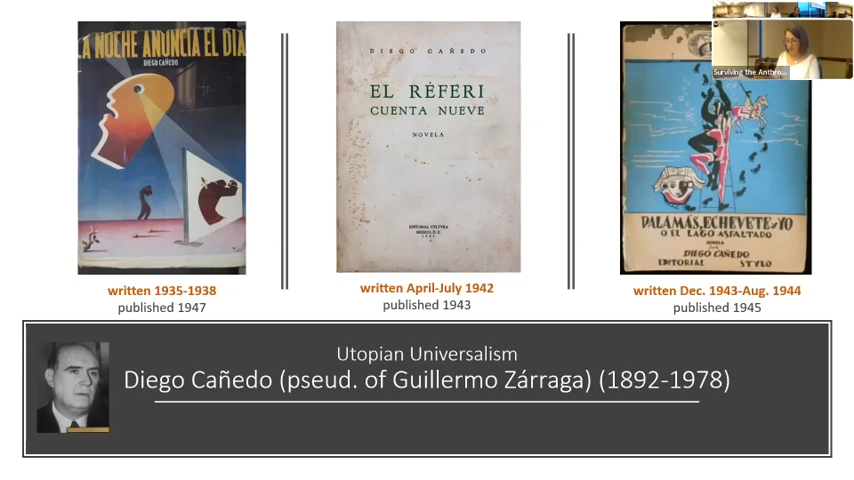 LA NOCHE ANUNCIA EL DIA
DIEGO CAÑEDO
DIEGO CAÑEDO
EL RÉFERI
CUENTA NUEVE
NOVELA
EDITORIAL CVLTVRA
MEXICO, D. F.
1943
PALAMÁS, ECHEVETE Y YO
O EL LAGO ASFALTADO
NOVELA
DIEGO CAÑEDO
EDITORIAL STYLO
Surviving the Anthro...
written 1935-1938
published 1947
written April-July 1942
published 1943
written Dec. 1943-Aug. 1944
published 1945
Utopian Universalism
Diego Cañedo (pseud. of Guillermo Zárraga) (1892-1978)